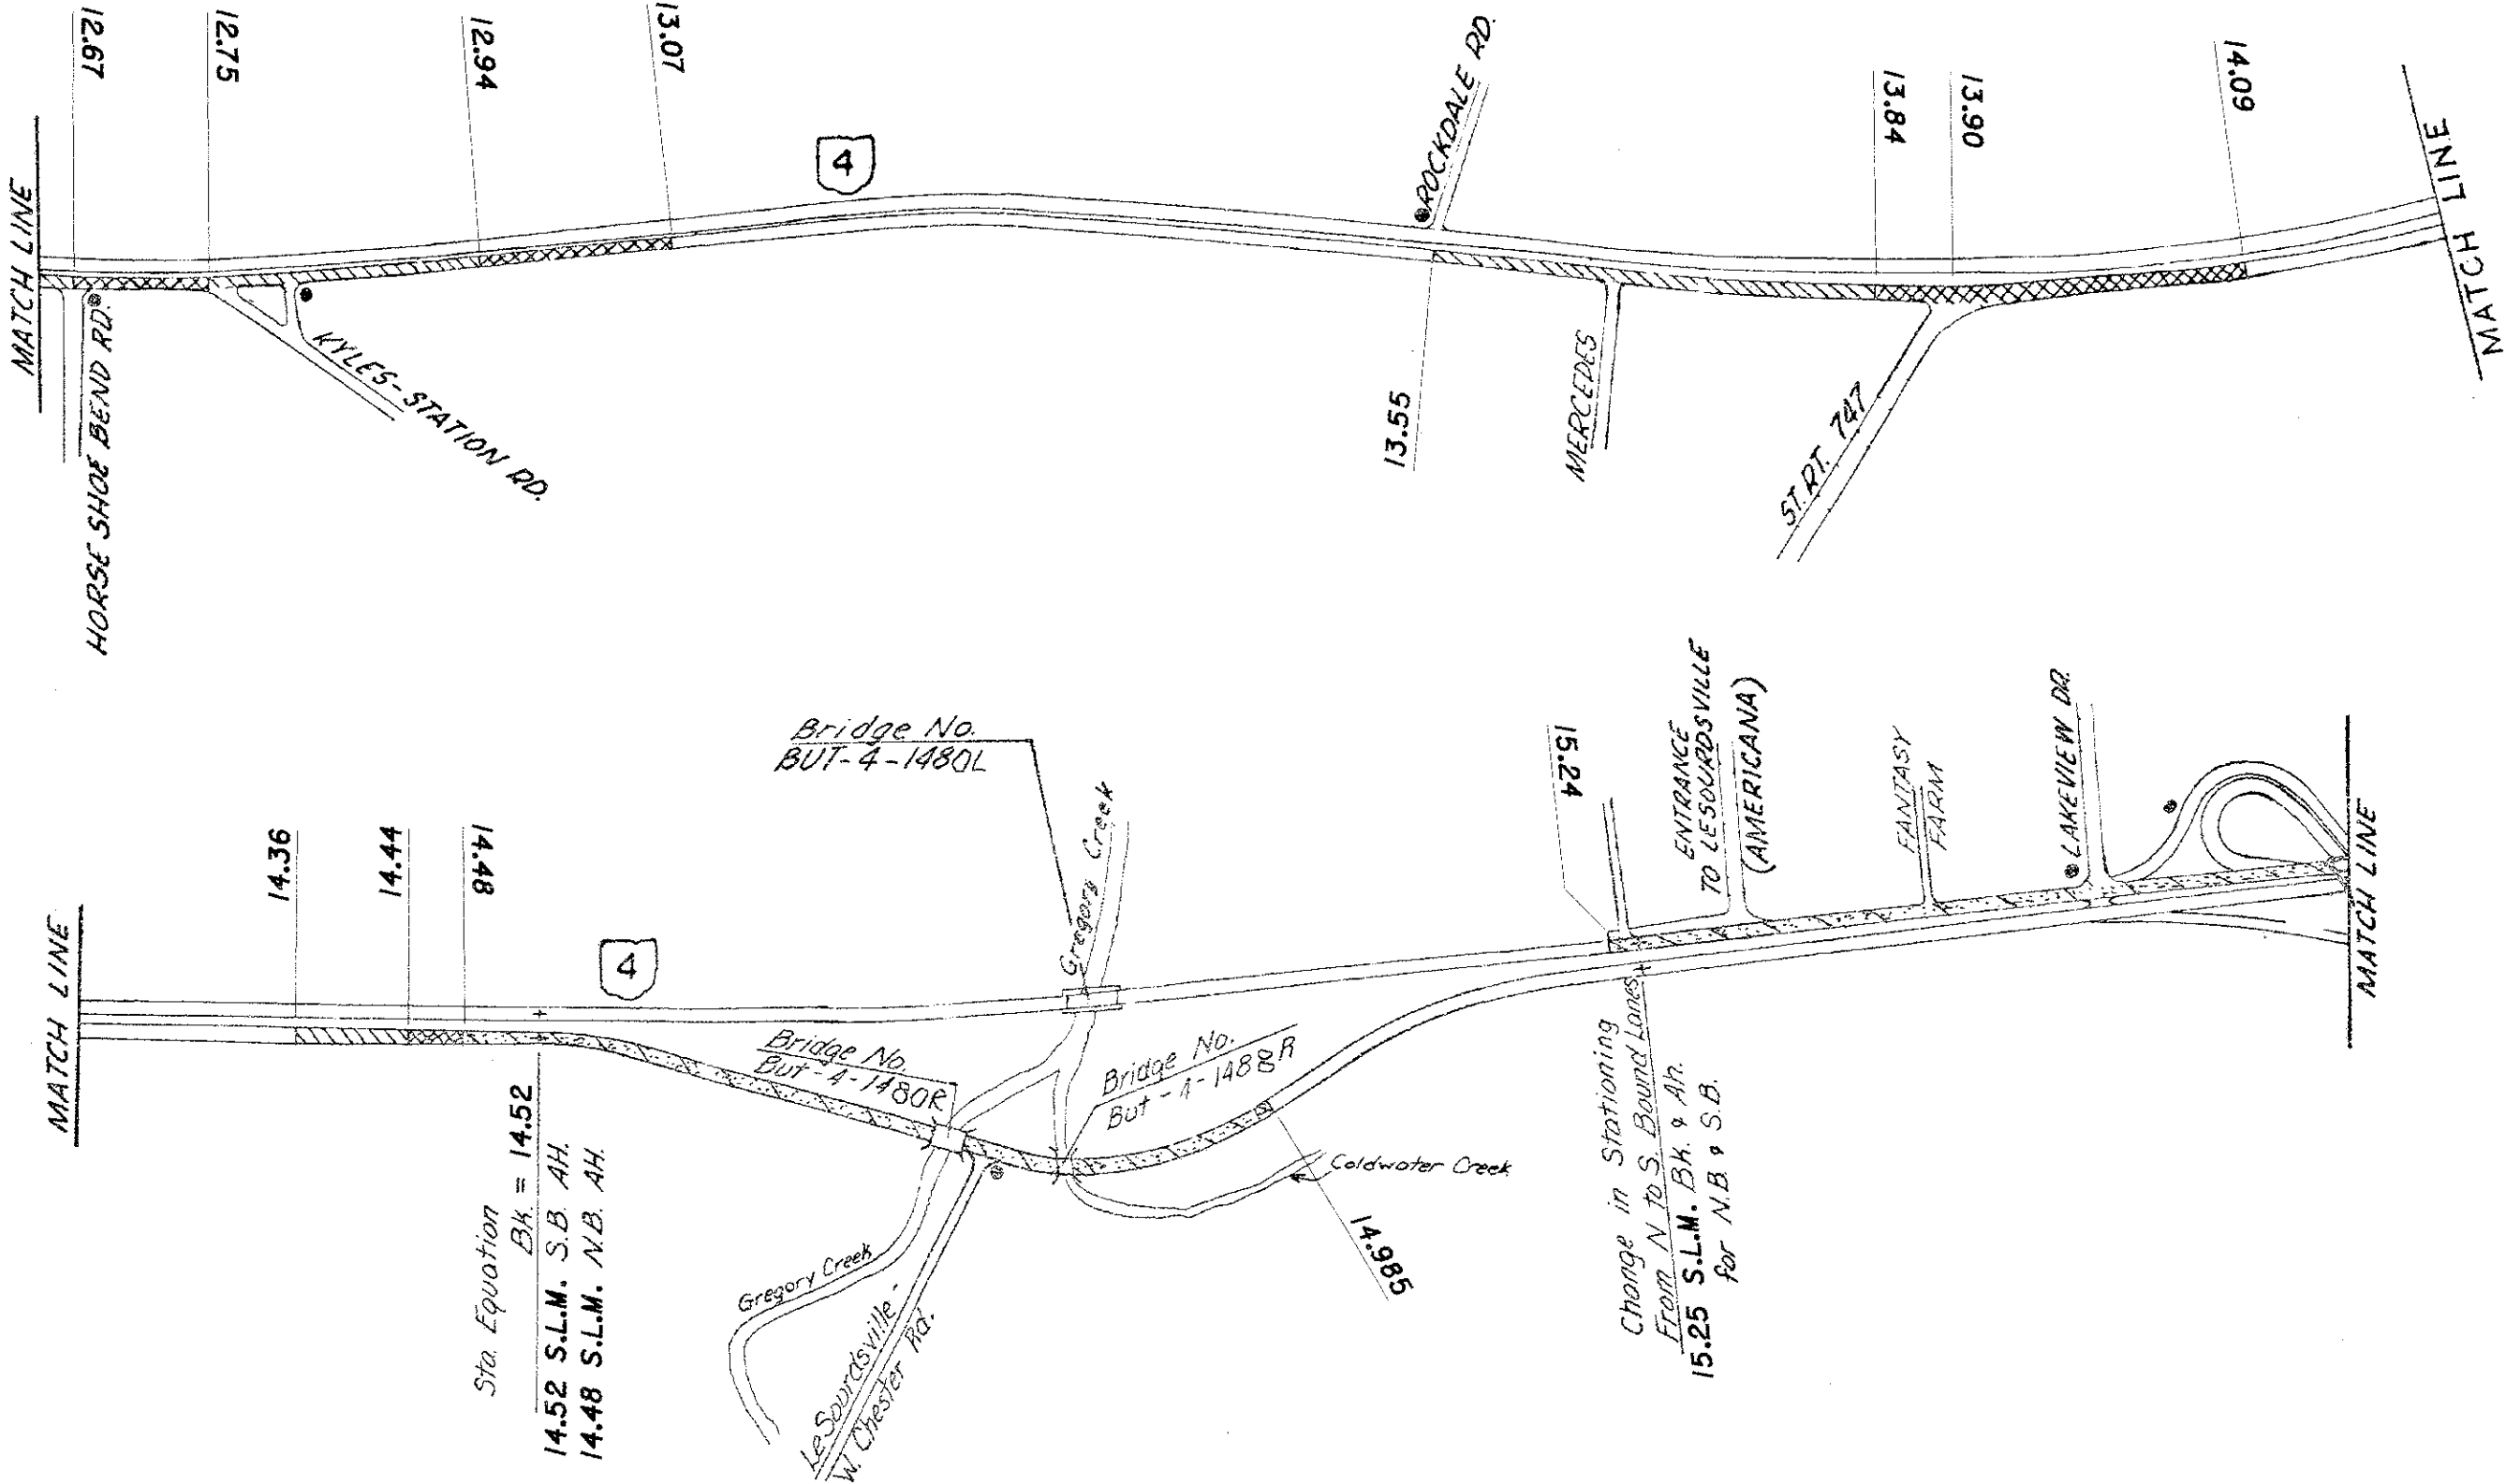 12.67
12.75
12.94
13.07
4
ROCKDALE RD.
13.84
13.90
14.09
MATCH LINE
MATCH LINE
HORSE SHOE BEND RD.
KYLES-STATION RD.
13.55
MERCEDES
ST. RT. 747
MATCH LINE
14.36
14.44
14.48
4
Bridge No.
BUT-4-1480L
Gregory Creek
15.24
ENTRANCE
TO LESOURDSVILLE
(AMERICANA)
FANTASY
FARM
LAKEVIEW DR.
MATCH LINE
Sta. Equation
Bk. = 14.52
14.52 S.L.M. S.B. AH.
14.48 S.L.M. N.B. AH.
Bridge No.
But-4-1480R
Bridge No.
But-4-1488R
Gregory Creek
LeSourdsville-
W. Chester Rd.
Coldwater Creek
14.985
Change in Stationing
From N to S. Bound Lanes
15.25 S.L.M. BK. & Ah.
for N.B. & S.B.